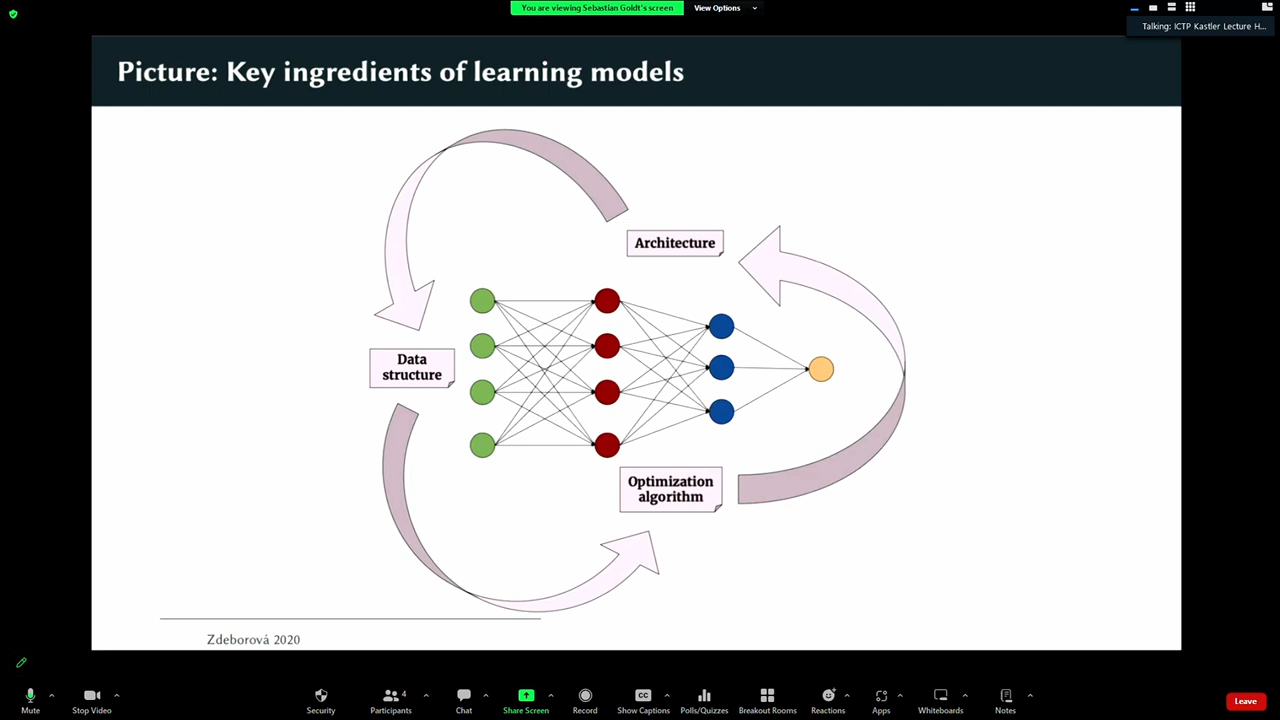 You are viewing Sebastian Goldt's screen
View Options
Talking: ICTP Kastler Lecture H...
Picture: Key ingredients of learning models
Architecture
Data
structure
Optimization
algorithm
Zdeborová 2020
Mute
Stop Video
Security
Participants
4
Chat
Share Screen
Record
CC
Show Captions
Polls/Quizzes
Breakout Rooms
Reactions
Apps
Whiteboards
Notes
Leave